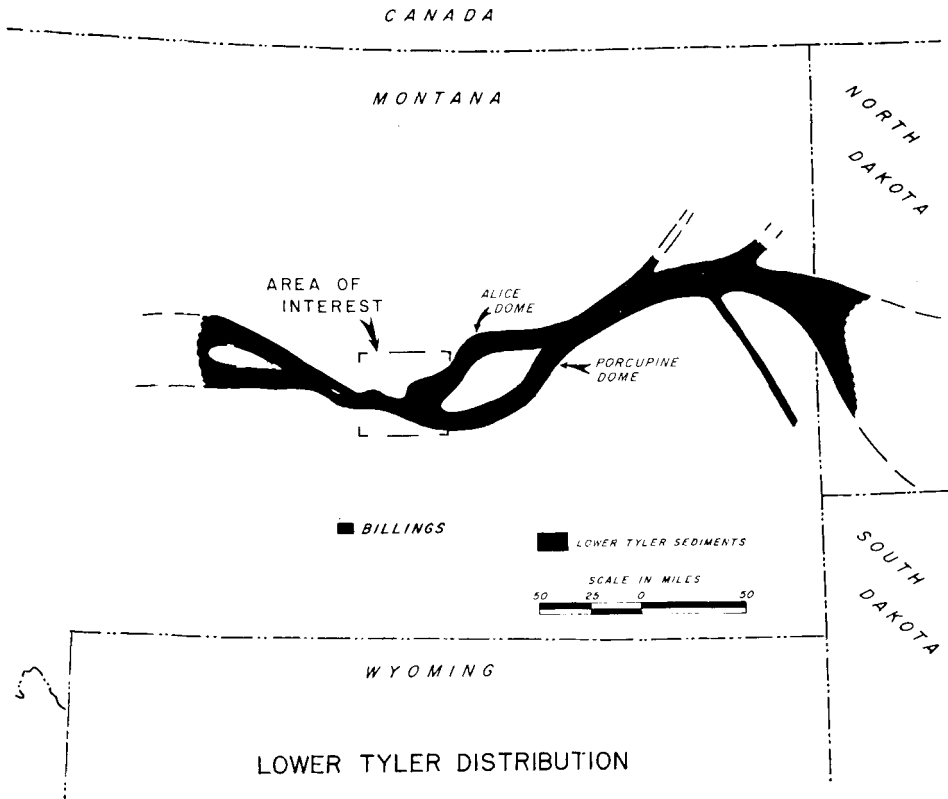 CANADA
MONTANA
NORTH
DAKOTA
AREA OF
INTEREST
ALICE
DOME
PORCUPINE
DOME
BILLINGS
LOWER TYLER SEDIMENTS
SCALE IN MILES
50 25 0 50
SOUTH
DAKOTA
WYOMING
LOWER TYLER DISTRIBUTION